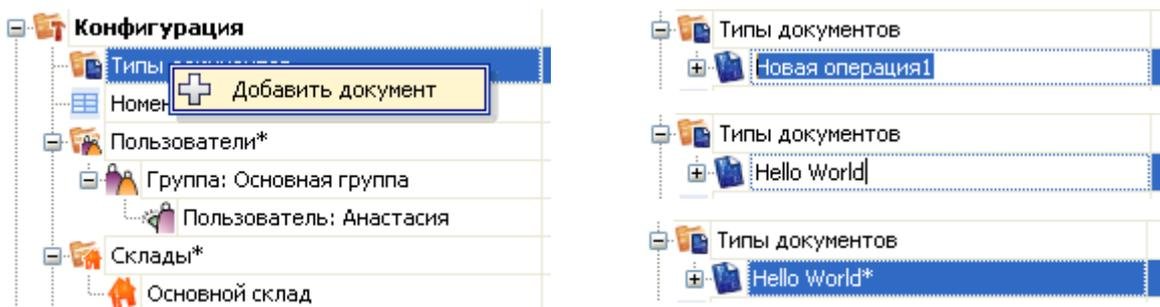 Конфигурация
Типы
Добавить документ
Номен
Пользователи*
Группа: Основная группа
Пользователь: Анастасия
Склады*
Основной склад
Типы документов
Новая операция1
Типы документов
Hello World
Типы документов
Hello World*